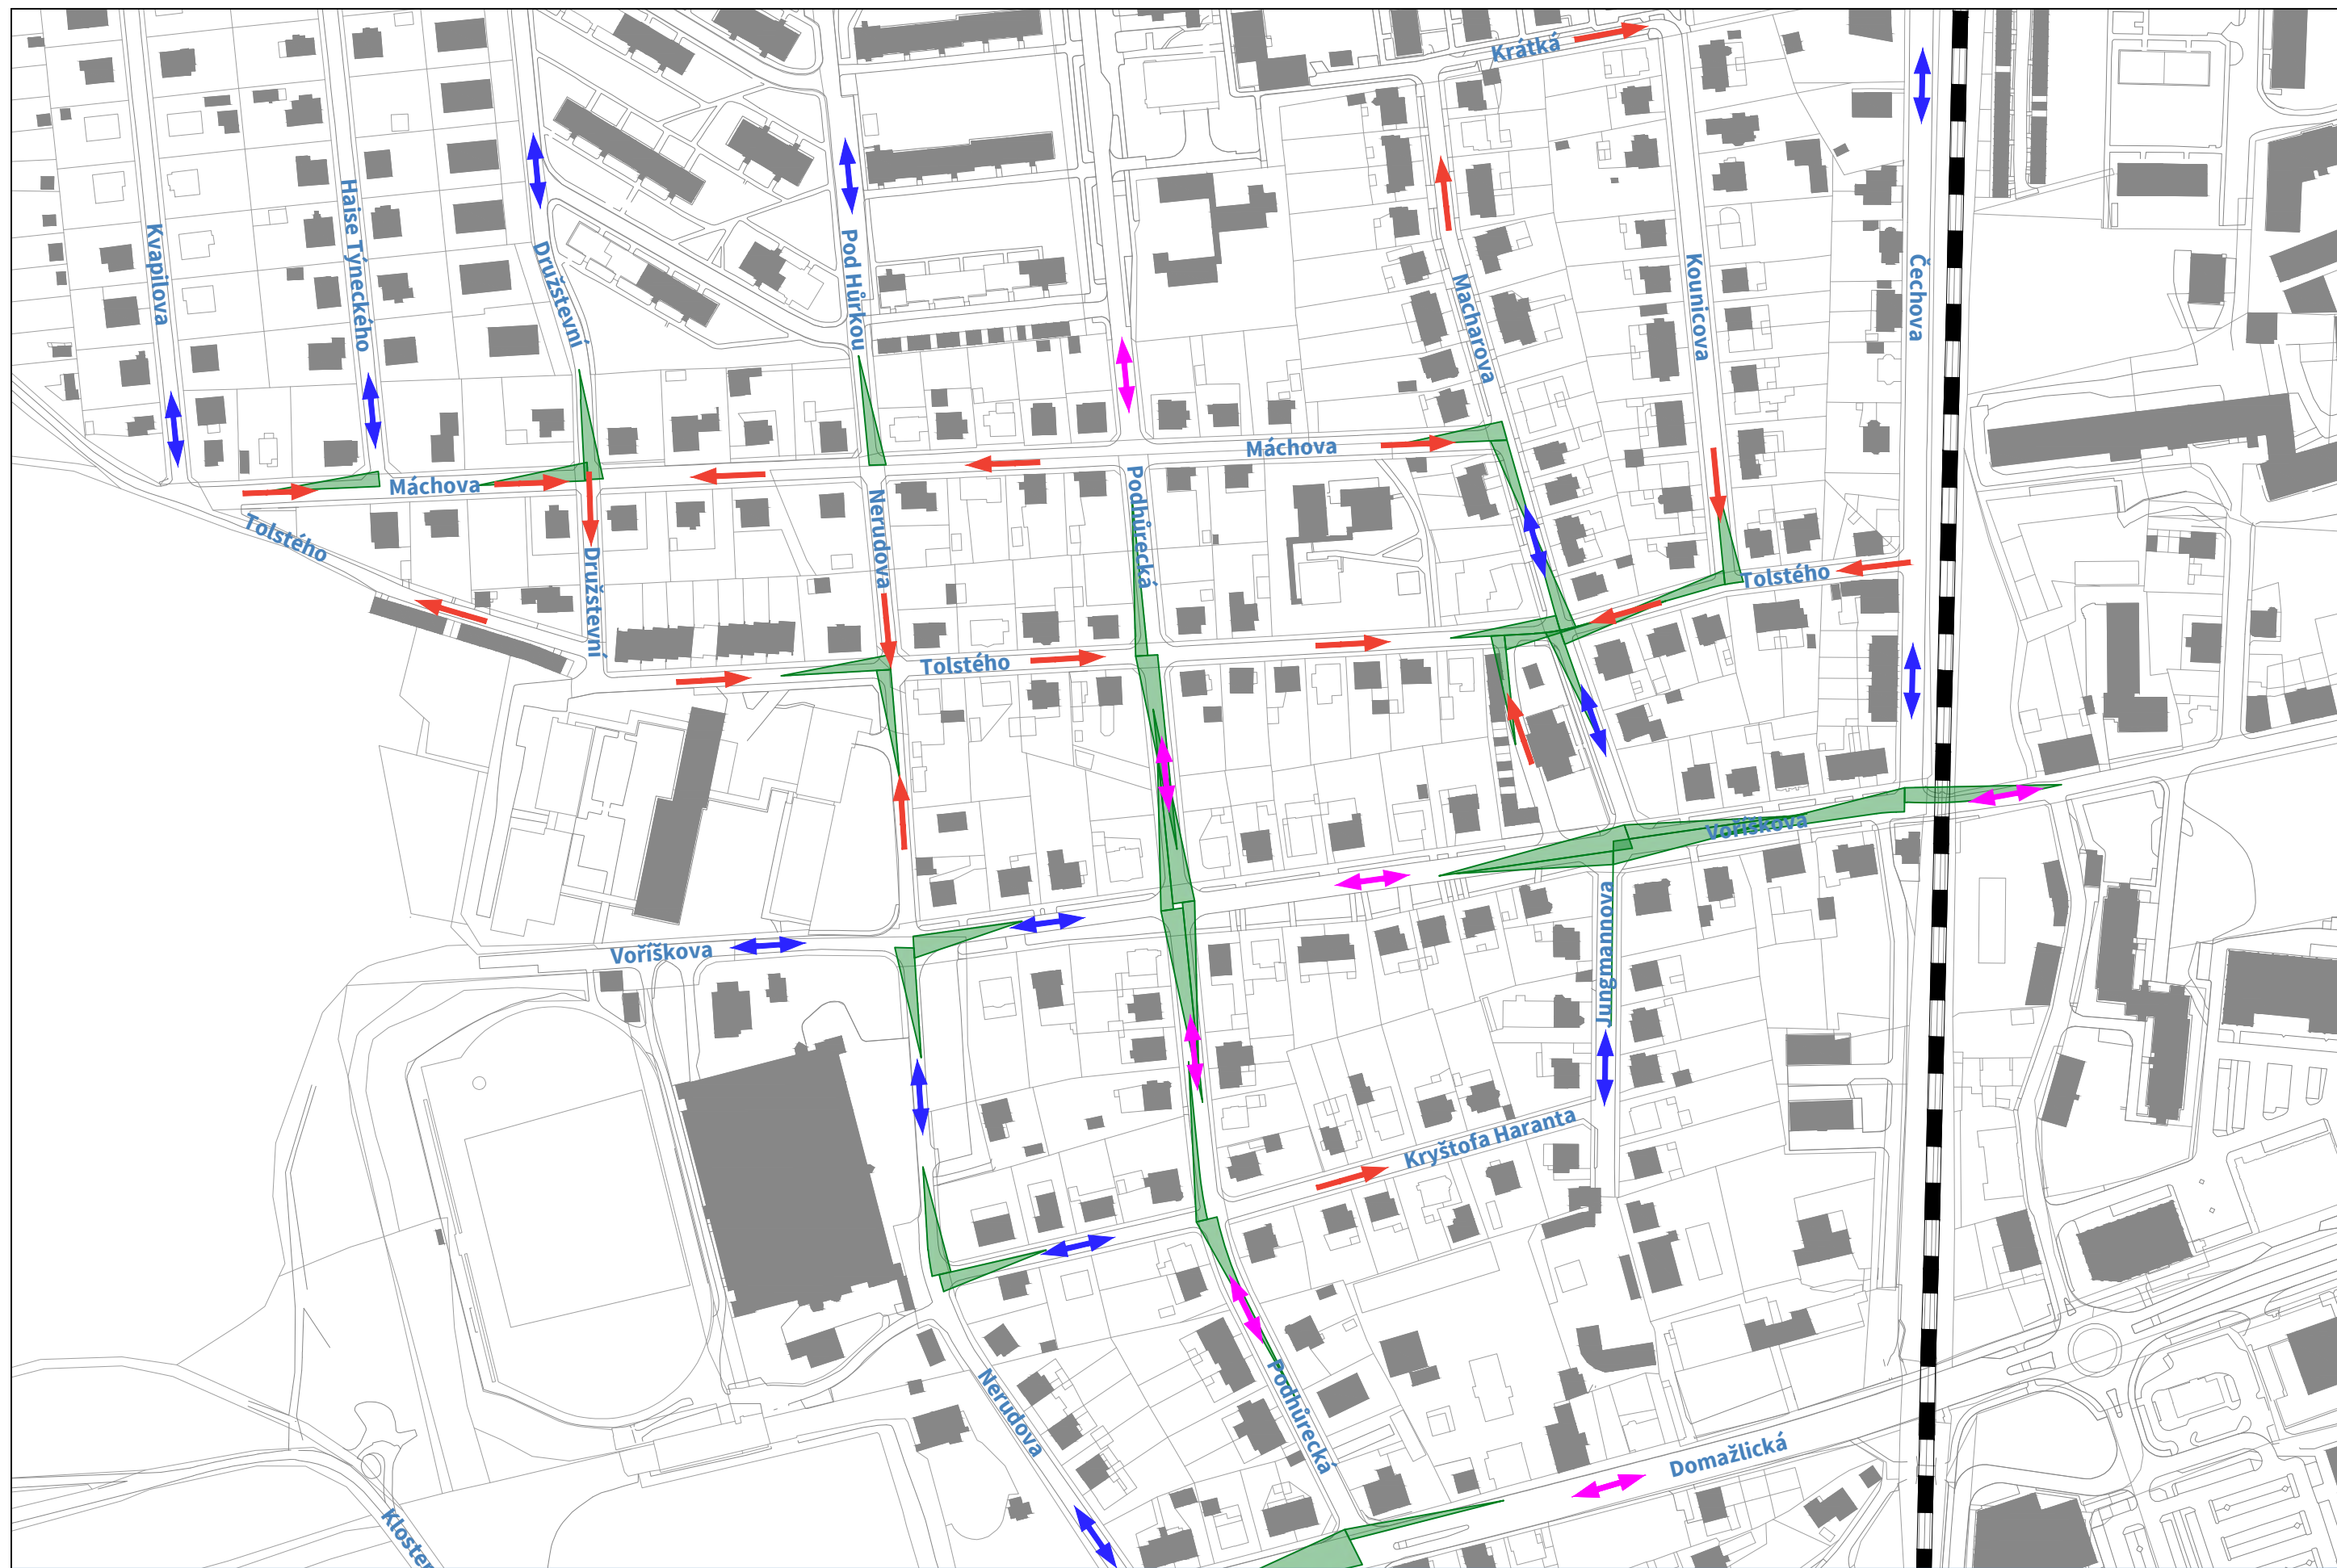 Krátká
Kvapilova
Haise Týneckého
Družstevní
Pod Hůrkou
Macharova
Kounicova
Čechova
Máchova
Máchova
Tolstého
Nerudova
Podhůrecká
Družstevní
Tolstého
Tolstého
Voříškova
Voříškova
Jungmannova
Kryštofa Haranta
Nerudova
Podhůrecká
Domažlická
Kloster